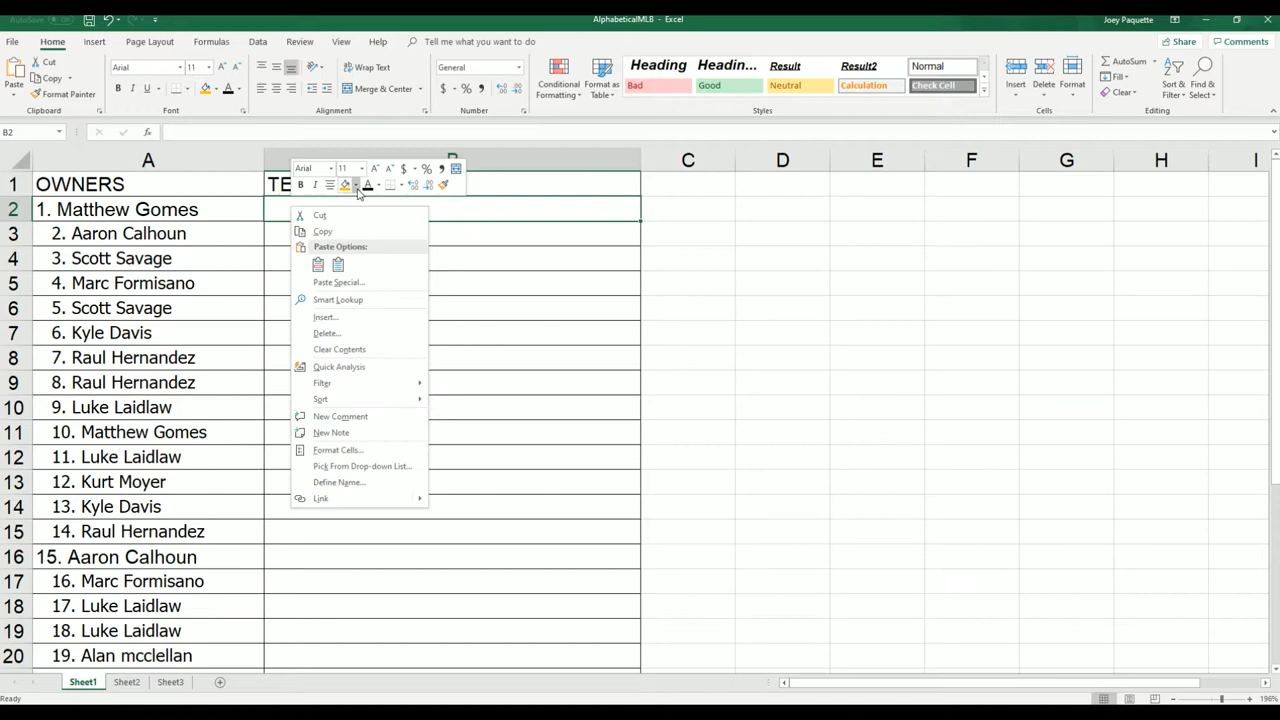 AutoSave
AlphabeticalMLB - Excel
Joey Paquette
File Home Insert Page Layout Formulas Data Review View Help Tell me what you want to do
Share Comments
Paste
Cut
Copy
Format Painter
Clipboard
Arial 11
B I U
Font
Wrap Text
Merge & Center
Alignment
General
$ %
Number
Conditional Formatting
Format as Table
Heading Headin... Result Result2 Normal
Bad Good Neutral Calculation Check Cell
Styles
Insert Delete Format
Cells
AutoSum
Fill
Clear
Sort & Filter
Find & Select
Editing
B2
fx
A B C D E F G H I
1 OWNERS TE
2 1. Matthew Gomes
3 2. Aaron Calhoun
4 3. Scott Savage
5 4. Marc Formisano
6 5. Scott Savage
7 6. Kyle Davis
8 7. Raul Hernandez
9 8. Raul Hernandez
10 9. Luke Laidlaw
11 10. Matthew Gomes
12 11. Luke Laidlaw
13 12. Kurt Moyer
14 13. Kyle Davis
15 14. Raul Hernandez
16 15. Aaron Calhoun
17 16. Marc Formisano
18 17. Luke Laidlaw
19 18. Luke Laidlaw
20 19. Alan mcclellan
Arial 11 A A $ %
B I A
Cut
Copy
Paste Options:
Paste Special...
Smart Lookup
Insert...
Delete...
Clear Contents
Quick Analysis
Filter
Sort
New Comment
New Note
Format Cells...
Pick From Drop-down List...
Define Name...
Link
Sheet1 Sheet2 Sheet3
Ready
196%